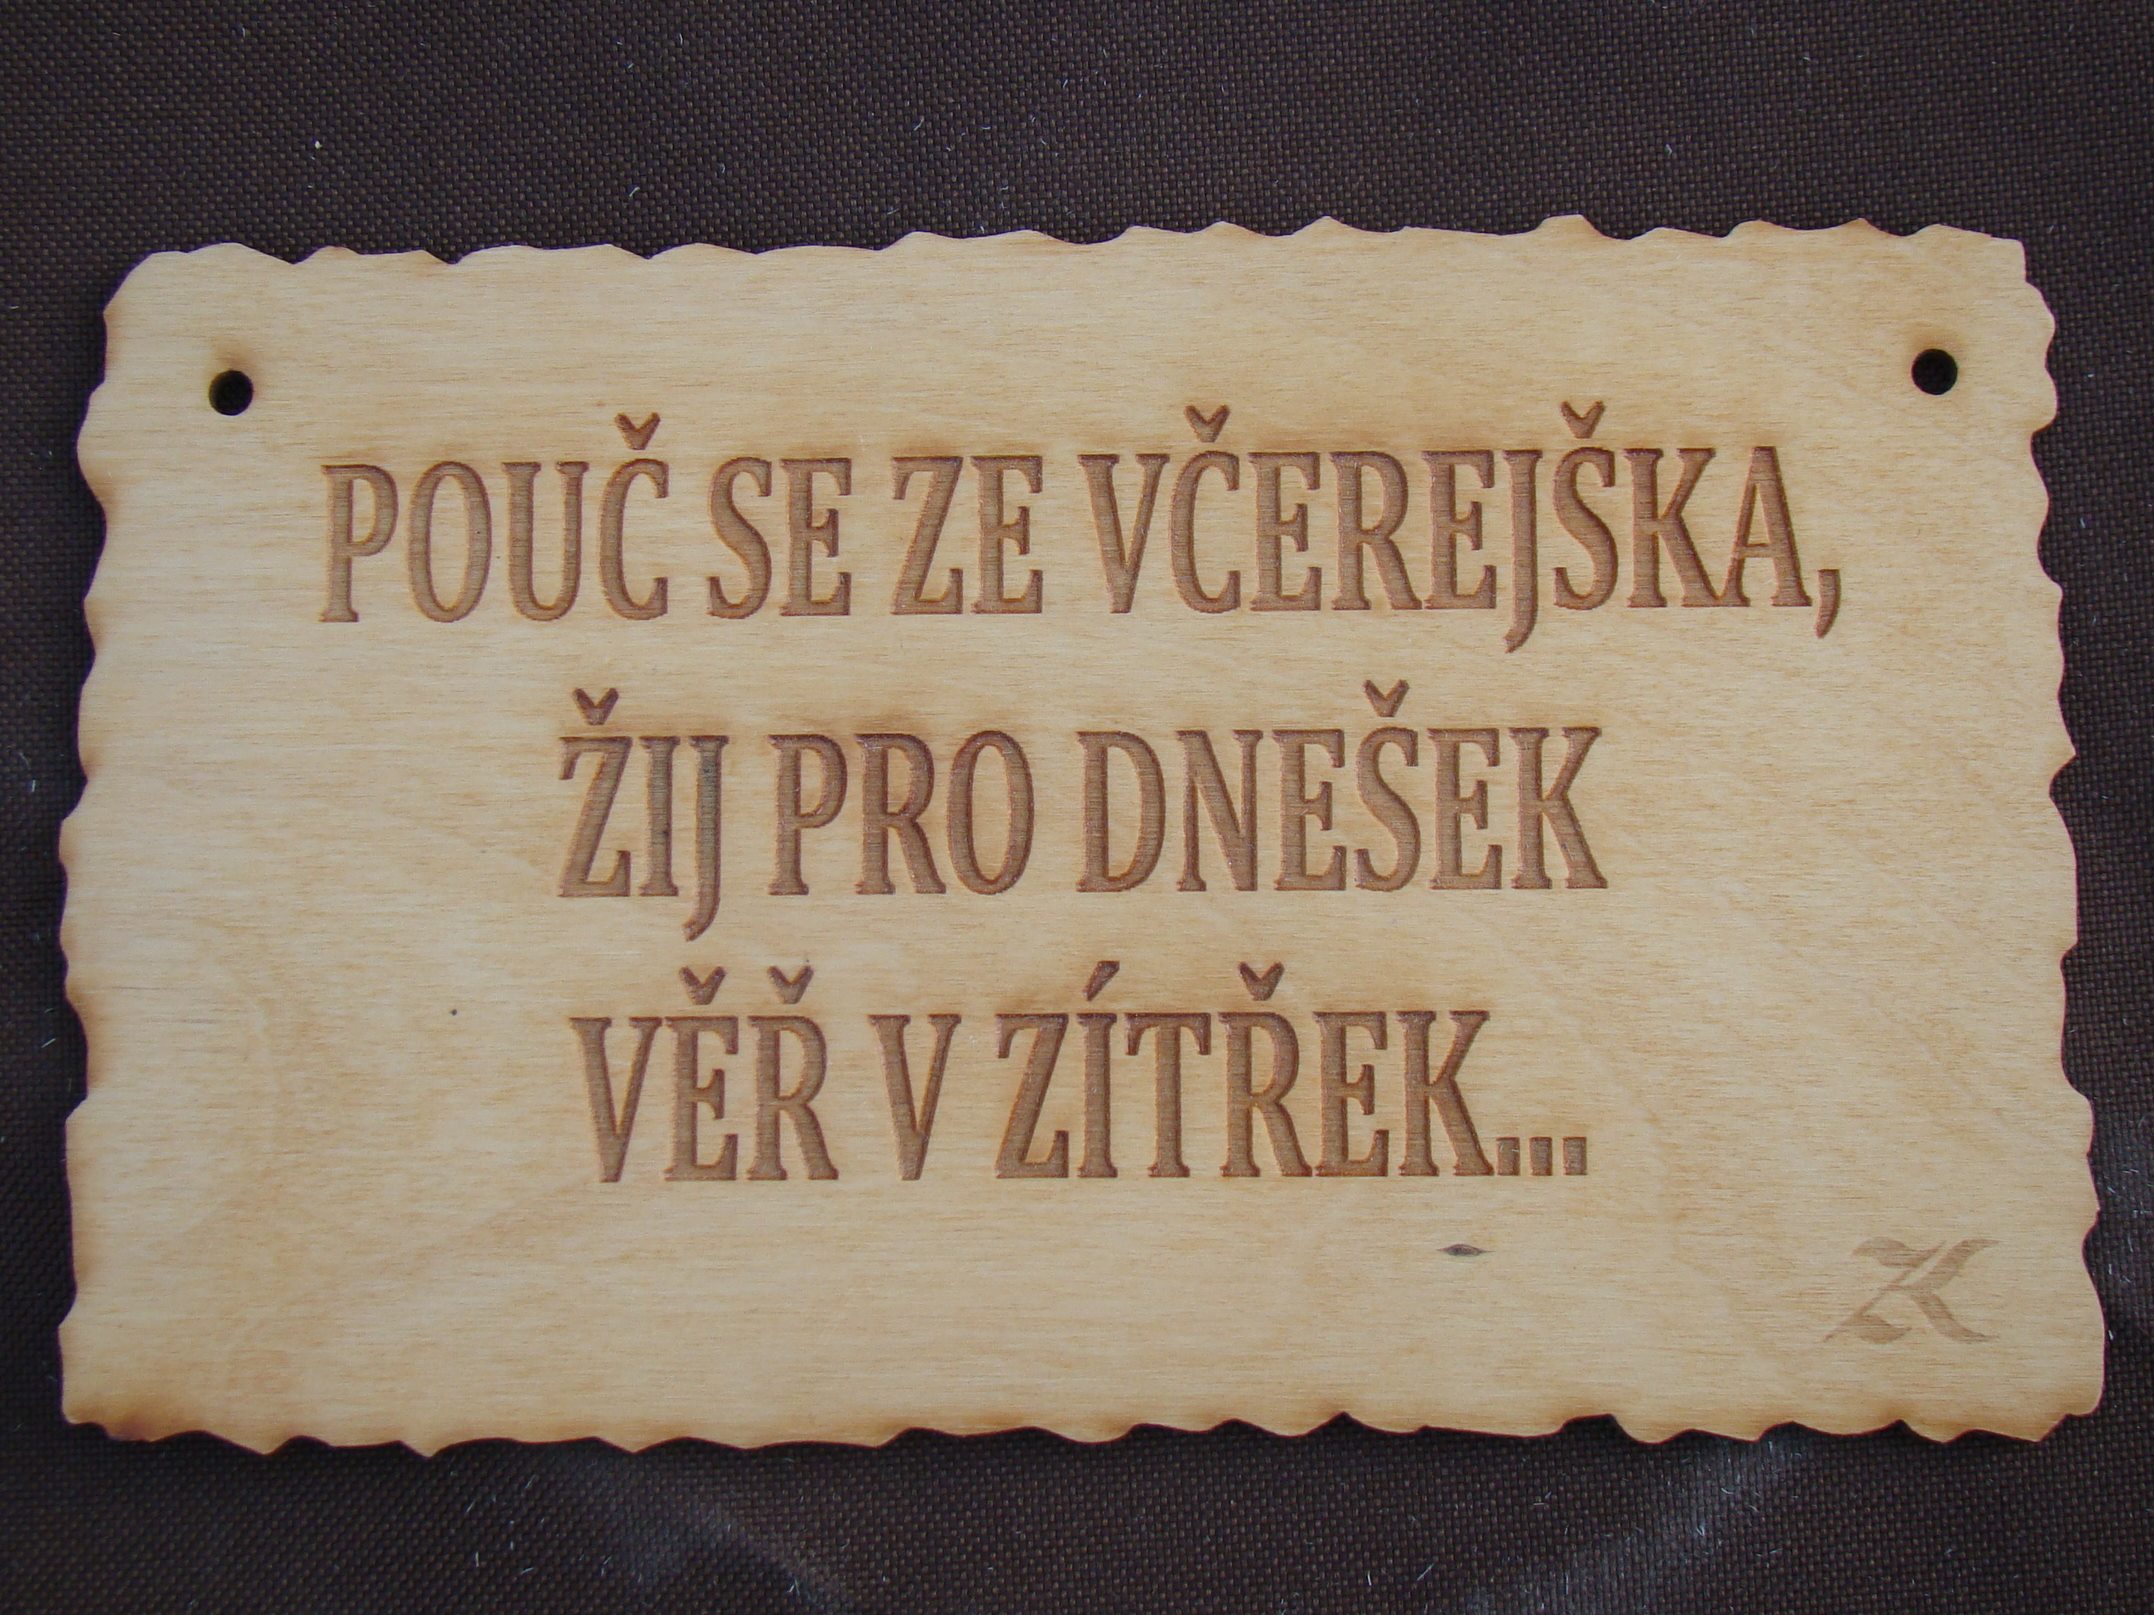 POUČ SE ZE VČEREJŠKA,
ŽIJ PRO DNEŠEK
VĚŘ V ZÍTŘEK...
K